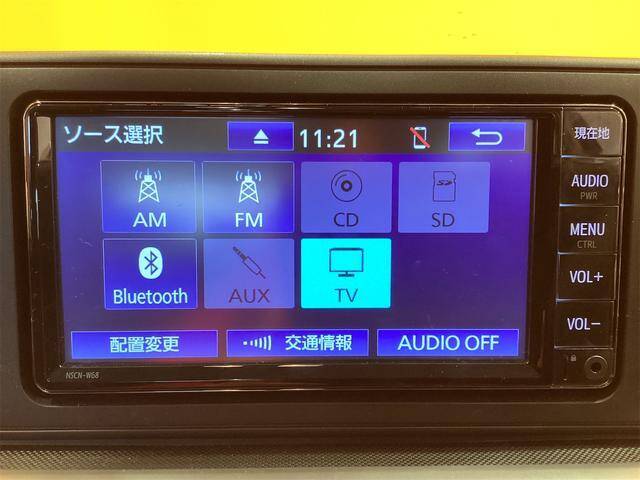 ソース選択 11:21
AM FM CD SD
Bluetooth AUX TV
配置変更 交通情報 AUDIO OFF
現在地
AUDIO
PWR
MENU
CTRL
VOL+
VOL-
NSCN-W68